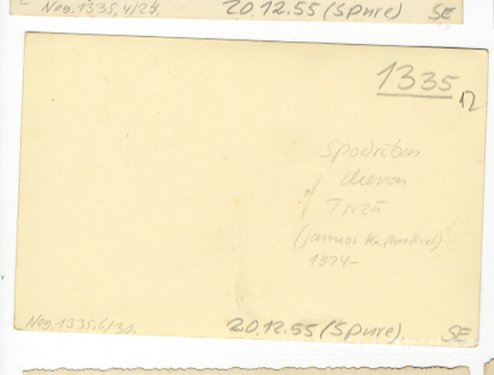 Neg. 1335, 4/29.
20.12.55 (Spure)
SE
1335
12
Spodrības
dienas
Tirzā
1974-
Neg. 1335, 6/30.
20.12.55 (Spure)
SE